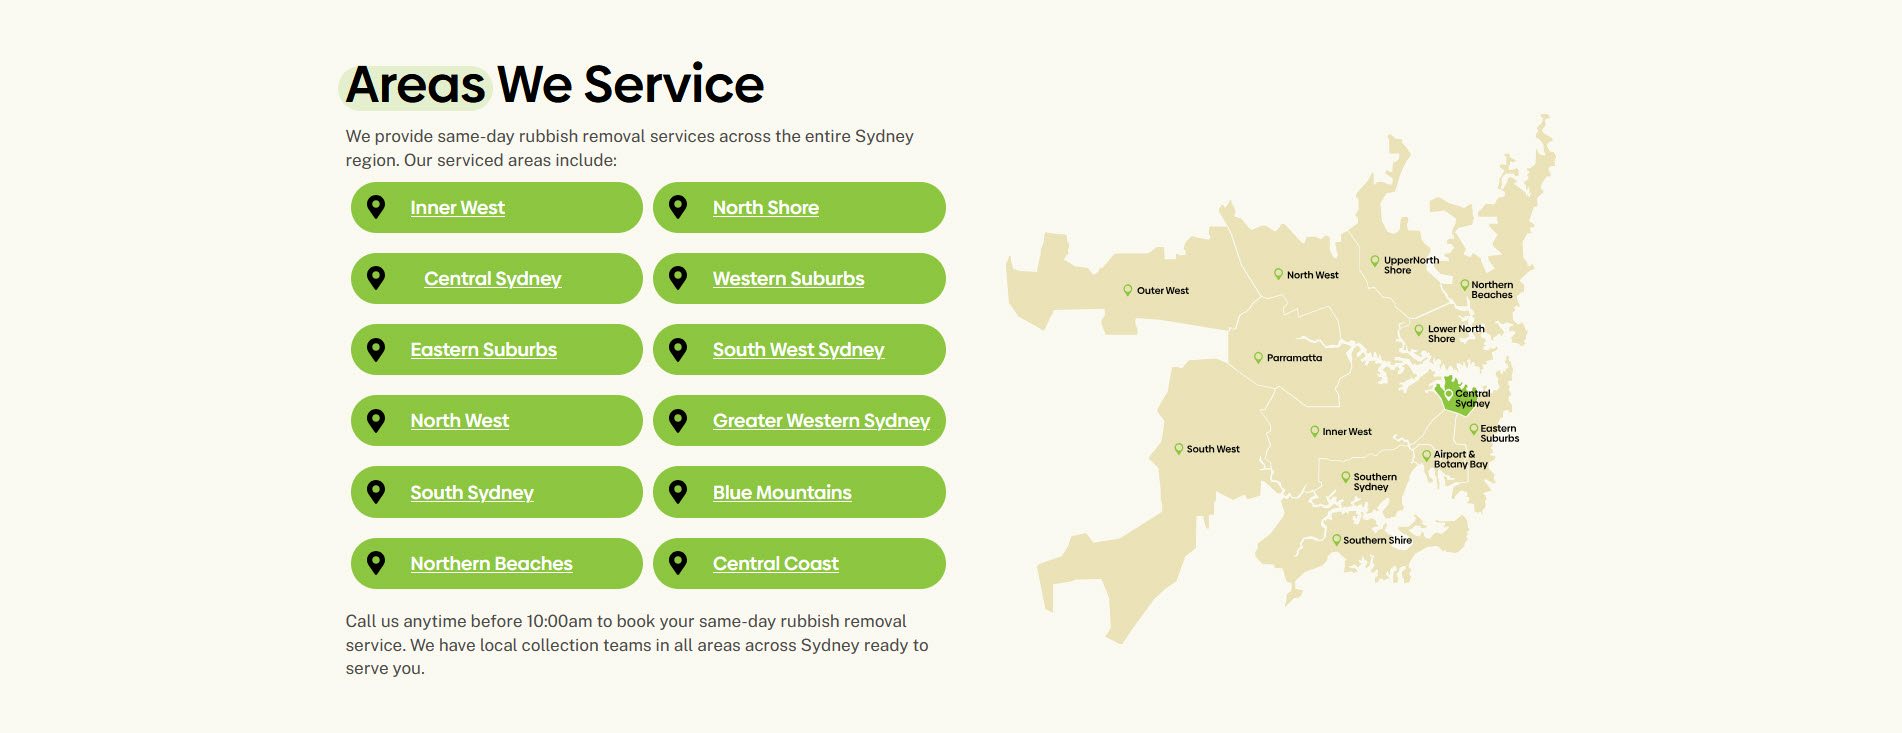 Areas We Service
We provide same-day rubbish removal services across the entire Sydney
region. Our serviced areas include:
Inner West
North Shore
Central Sydney
Western Suburbs
Eastern Suburbs
South West Sydney
North West
Greater Western Sydney
South Sydney
Blue Mountains
Northern Beaches
Central Coast
Call us anytime before 10:00am to book your same-day rubbish removal
service. We have local collection teams in all areas across Sydney ready to
serve you.
UpperNorth
Shore
North West
Northern
Beaches
Outer West
Lower North
Shore
Parramatta
Central
Sydney
Inner West
Eastern
Suburbs
South West
Airport &
Botany Bay
Southern
Sydney
Southern Shire